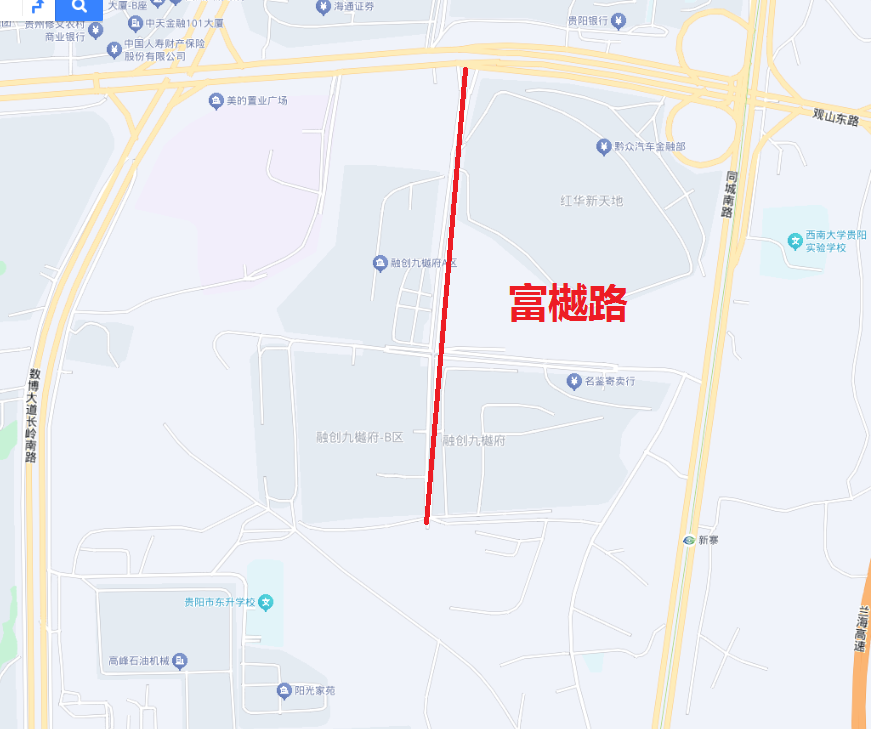 大厦-B座
海通证券
贵州修文农村
商业银行
中天金融101大厦
贵阳银行
中国人寿财产保险
股份有限公司
美的置业广场
观山东路
黔众汽车金融部
同城南路
红华新天地
西南大学贵阳
实验学校
融创九樾府A区
富樾路
数博大道长岭南路
名鉴寄卖行
融创九樾府-B区
融创九樾府
新寨
贵阳市东升学校
兰海高速
高峰石油机械
阳光家苑